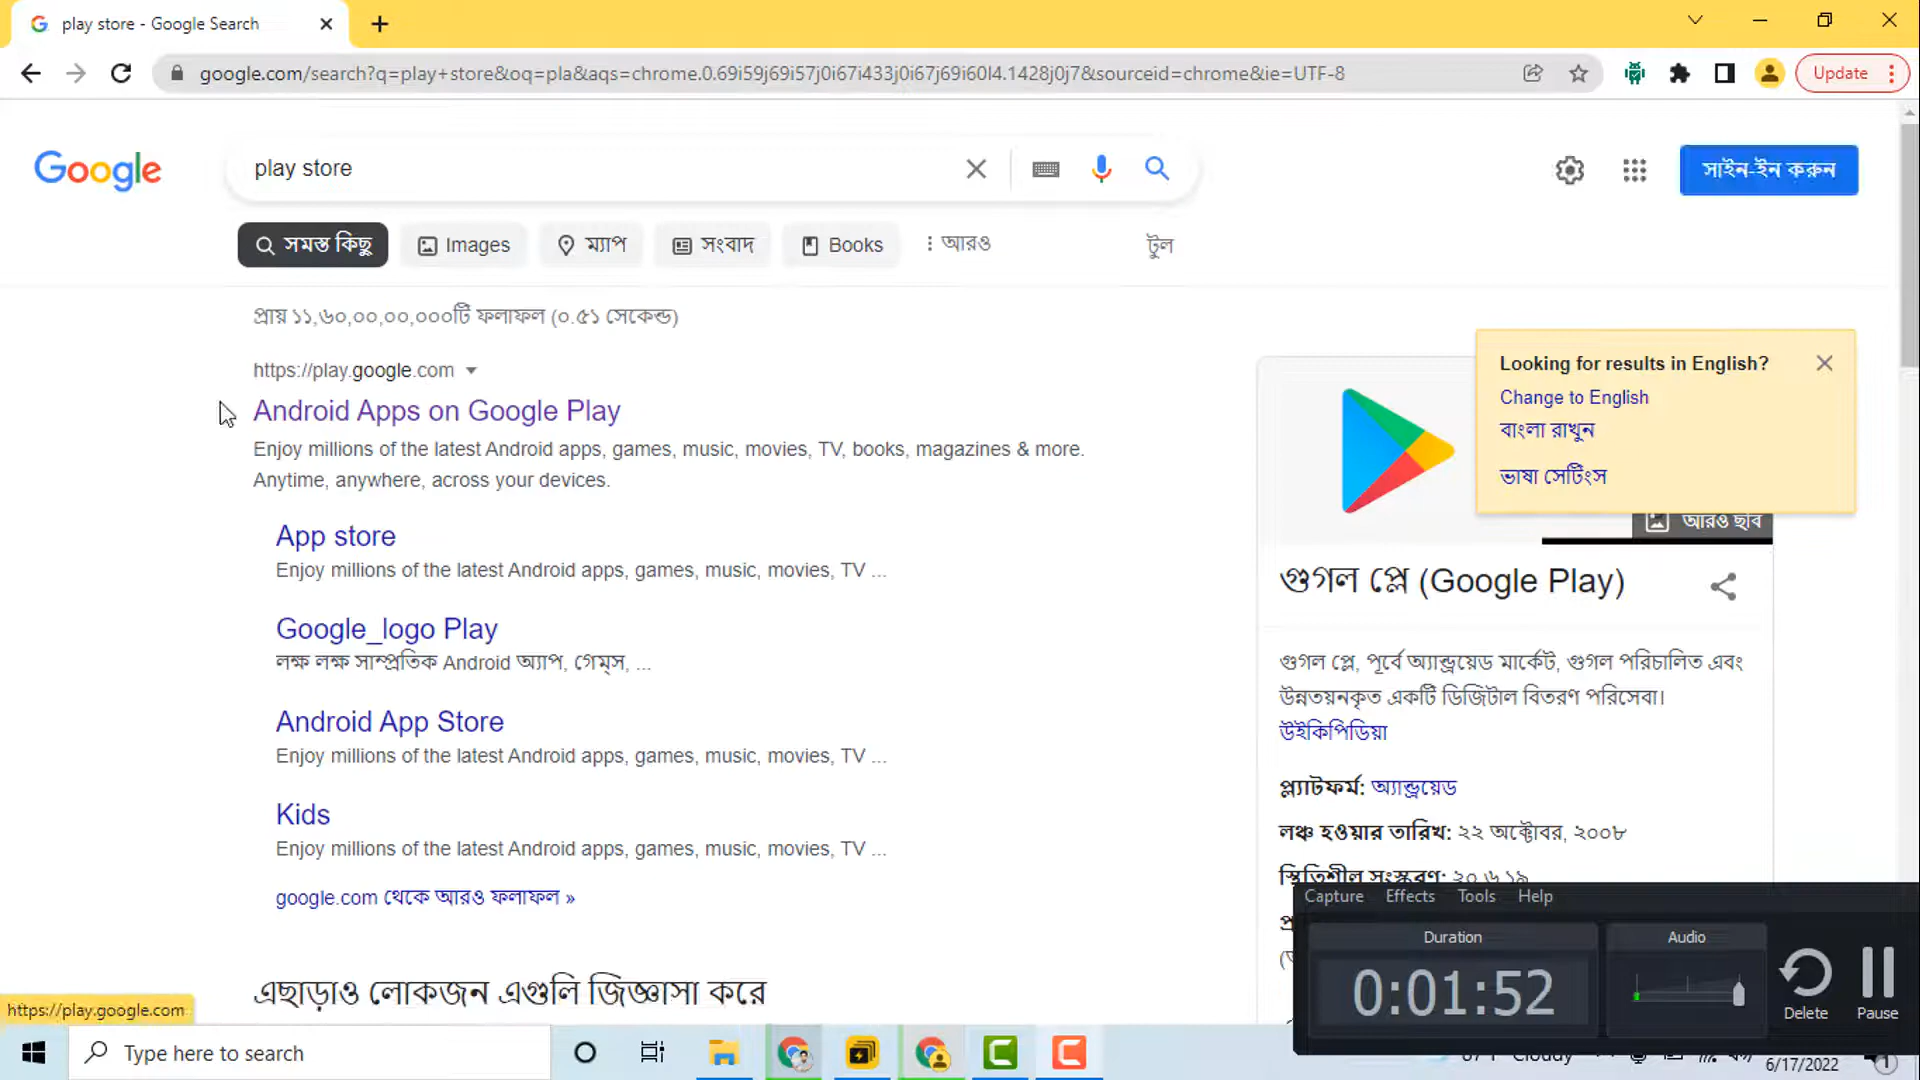 play store - Google Search
google.com/search?q=play+store&oq=pla&aqs=chrome.0.69i59j69i57j0i67i433j0i67j69i60l4.1428j0j7&sourceid=chrome&ie=UTF-8
Update
Google
play store
সাইন-ইন করুন
সমস্ত কিছু
Images
ম্যাপ
সংবাদ
Books
আরও
টুল
প্রায় ১১,৬০,০০,০০,০০০টি ফলাফল (০.৫১ সেকেন্ড)
https://play.google.com
Android Apps on Google Play
Enjoy millions of the latest Android apps, games, music, movies, TV, books, magazines & more.
Anytime, anywhere, across your devices.
App store
Enjoy millions of the latest Android apps, games, music, movies, TV ...
Google_logo Play
লক্ষ লক্ষ সাম্প্রতিক Android অ্যাপ, গেম্‌স, ...
Android App Store
Enjoy millions of the latest Android apps, games, music, movies, TV ...
Kids
Enjoy millions of the latest Android apps, games, music, movies, TV ...
google.com থেকে আরও ফলাফল »
এছাড়াও লোকজন এগুলি জিজ্ঞাসা করে
Looking for results in English?
Change to English
বাংলা রাখুন
ভাষা সেটিংস
আরও ছবি
গুগল প্লে (Google Play)
গুগল প্লে, পূর্বে অ্যান্ড্রয়েড মার্কেট, গুগল পরিচালিত এবং
উন্নতয়নকৃত একটি ডিজিটাল বিতরণ পরিসেবা।
উইকিপিডিয়া
প্ল্যাটফর্ম: অ্যান্ড্রয়েড
লঞ্চ হওয়ার তারিখ: ২২ অক্টোবর, ২০০৮
স্থিতিশীল সংস্করণ: ২০.৬.১৯
Capture Effects Tools Help
Duration
Audio
0:01:52
Delete
Pause
https://play.google.com
Type here to search
Cloudy
6/17/2022
1